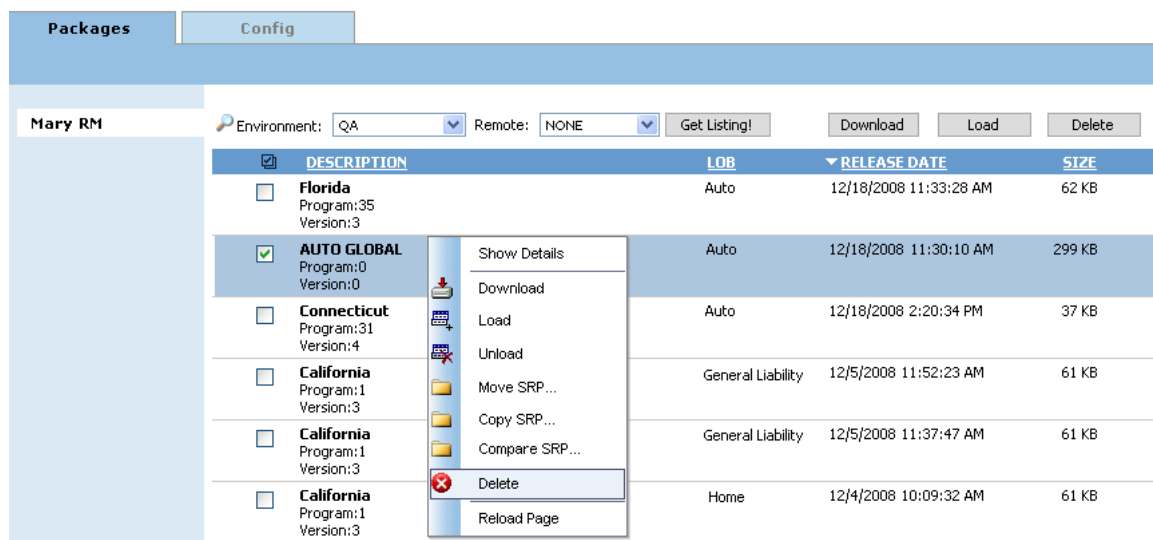 Packages Config
Mary RM
Environment: QA Remote: NONE Get Listing! Download Load Delete
DESCRIPTION LOB RELEASE DATE SIZE
Florida Auto 12/18/2008 11:33:28 AM 62 KB
Program:35
Version:3
AUTO GLOBAL Auto 12/18/2008 11:30:10 AM 299 KB
Program:0
Version:0
Connecticut Auto 12/18/2008 2:20:34 PM 37 KB
Program:31
Version:4
California General Liability 12/5/2008 11:52:23 AM 61 KB
Program:1
Version:3
California General Liability 12/5/2008 11:37:47 AM 61 KB
Program:1
Version:3
California Home 12/4/2008 10:09:32 AM 61 KB
Program:1
Version:3
Show Details
Download
Load
Unload
Move SRP...
Copy SRP...
Compare SRP...
Delete
Reload Page